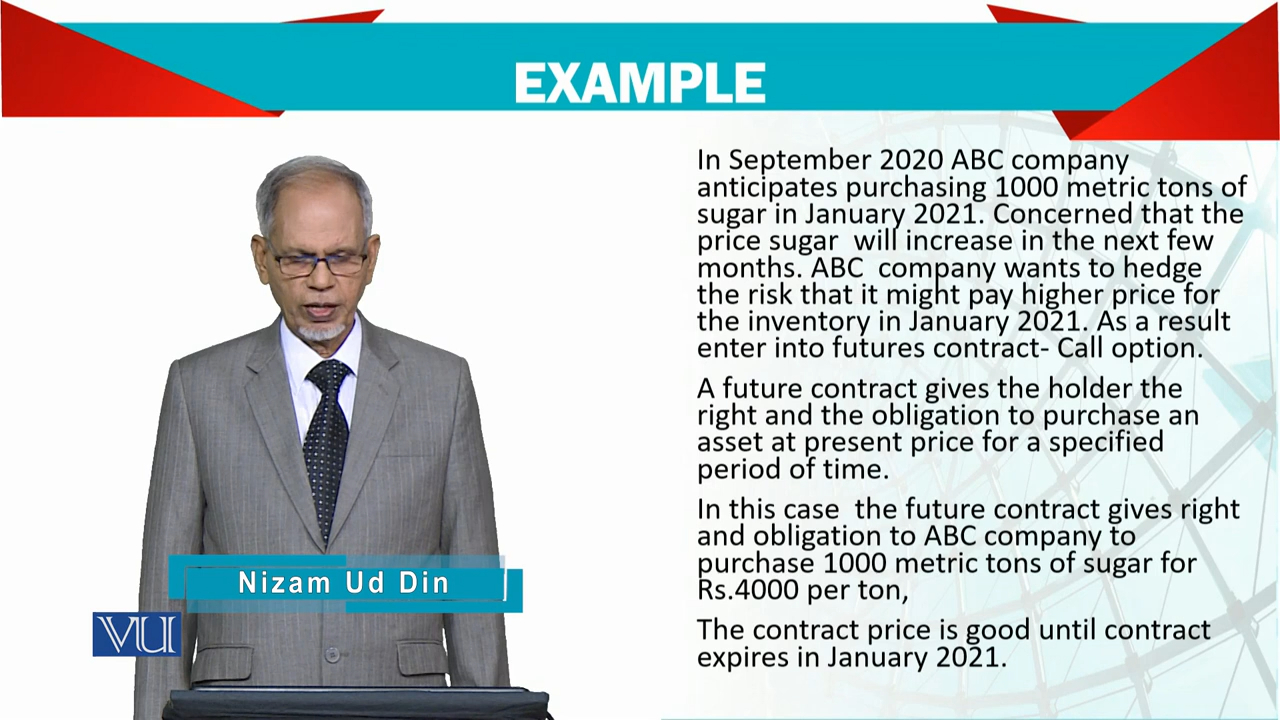 EXAMPLE
In September 2020 ABC company
anticipates purchasing 1000 metric tons of
sugar in January 2021. Concerned that the
price sugar will increase in the next few
months. ABC company wants to hedge
the risk that it might pay higher price for
the inventory in January 2021. As a result
enter into futures contract- Call option.
A future contract gives the holder the
right and the obligation to purchase an
asset at present price for a specified
period of time.
In this case the future contract gives right
and obligation to ABC company to
purchase 1000 metric tons of sugar for
Rs.4000 per ton,
The contract price is good until contract
expires in January 2021.
Nizam Ud Din
VU